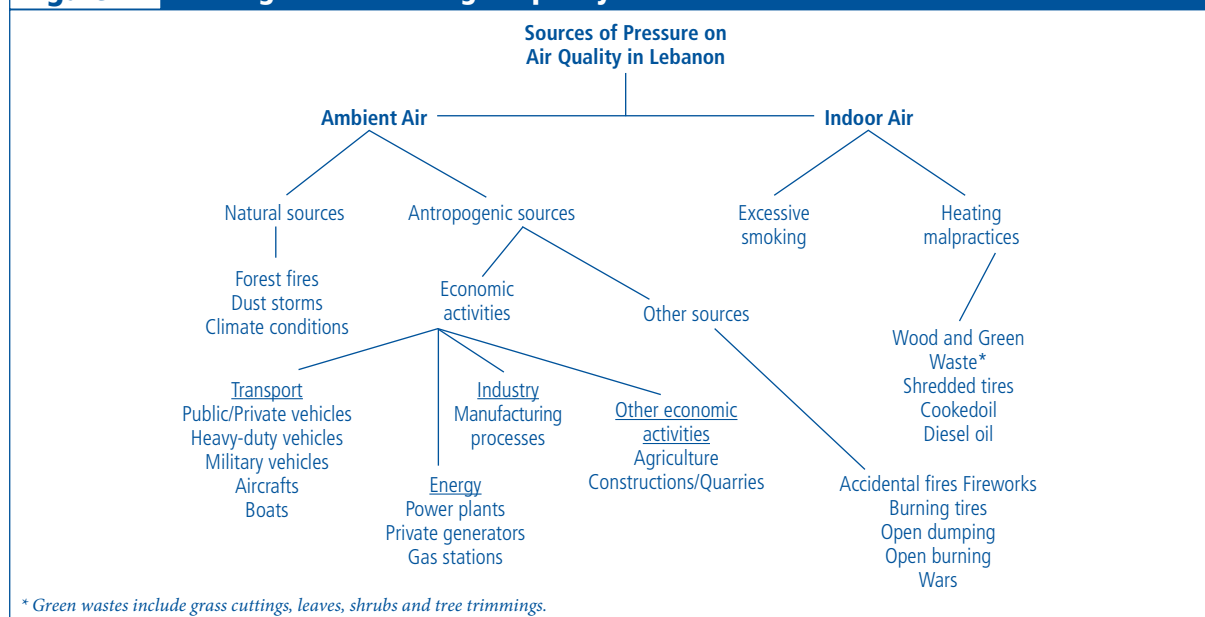 Sources of Pressure on
Air Quality in Lebanon
Ambient Air
Indoor Air
Natural sources
Antropogenic sources
Excessive
smoking
Heating
malpractices
Forest fires
Dust storms
Climate conditions
Economic
activities
Other sources
Wood and Green
Waste*
Shredded tires
Cookedoil
Diesel oil
Transport
Public/Private vehicles
Heavy-duty vehicles
Military vehicles
Aircrafts
Boats
Industry
Manufacturing
processes
Other economic
activities
Agriculture
Constructions/Quarries
Energy
Power plants
Private generators
Gas stations
Accidental fires Fireworks
Burning tires
Open dumping
Open burning
Wars
* Green wastes include grass cuttings, leaves, shrubs and tree trimmings.